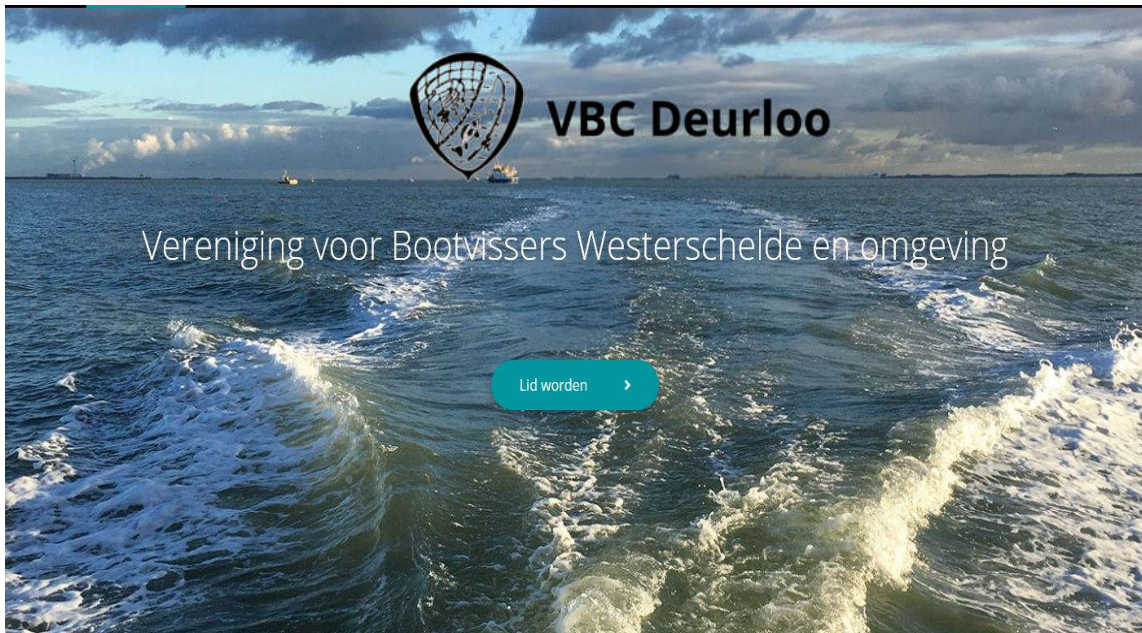 VBC Deurloo
Vereniging voor Bootvissers Westerschelde en omgeving
Lid worden